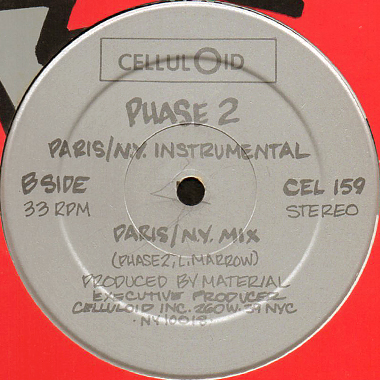 CELLULOID
PHASE 2
PARIS/N.Y. INSTRUMENTAL
B SIDE
CEL 159
33 RPM
STEREO
PARIS/N.Y. MIX
(PHASE 2, L. MARROW)
PRODUCED BY MATERIAL
EXECUTIVE PRODUCER
CELLULOID INC. 260 W. 39 NYC
·NY 10018·